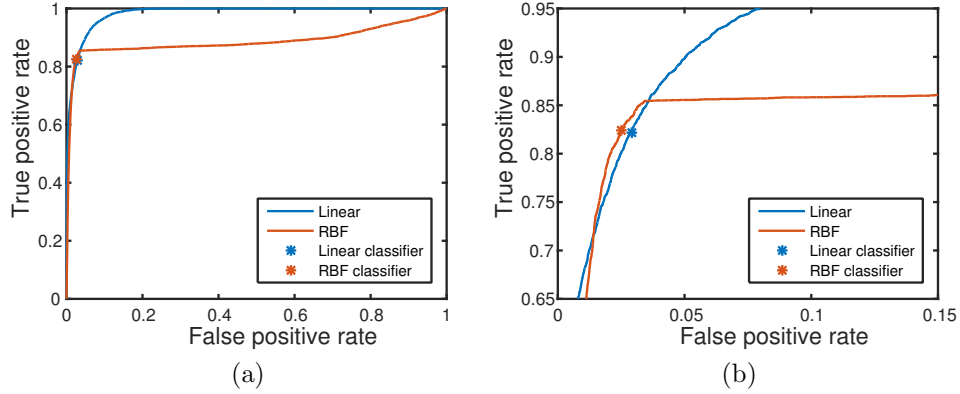 1
0.8
0.6
0.4
0.2
0
True positive rate
0 0.2 0.4 0.6 0.8 1
False positive rate
Linear
RBF
Linear classifier
RBF classifier
(a)
0.95
0.9
0.85
0.8
0.75
0.7
0.65
True positive rate
0 0.05 0.1 0.15
False positive rate
Linear
RBF
Linear classifier
RBF classifier
(b)